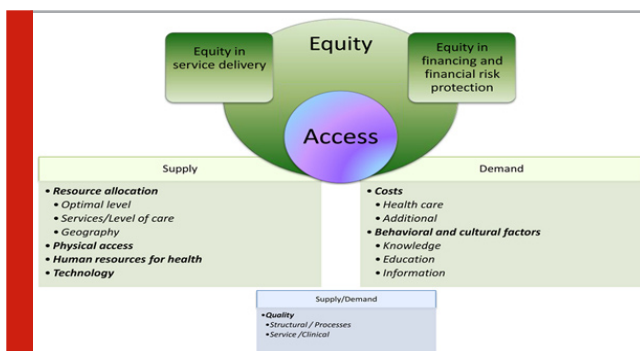 Equity
Equity in
service delivery
Equity in
financing and
financial risk
protection
Access
Supply
• Resource allocation
• Optimal level
• Services/Level of care
• Geography
• Physical access
• Human resources for health
• Technology
Demand
• Costs
• Health care
• Additional
• Behavioral and cultural factors
• Knowledge
• Education
• Information
Supply/Demand
•Quality
•Structural / Processes
•Service /Clinical